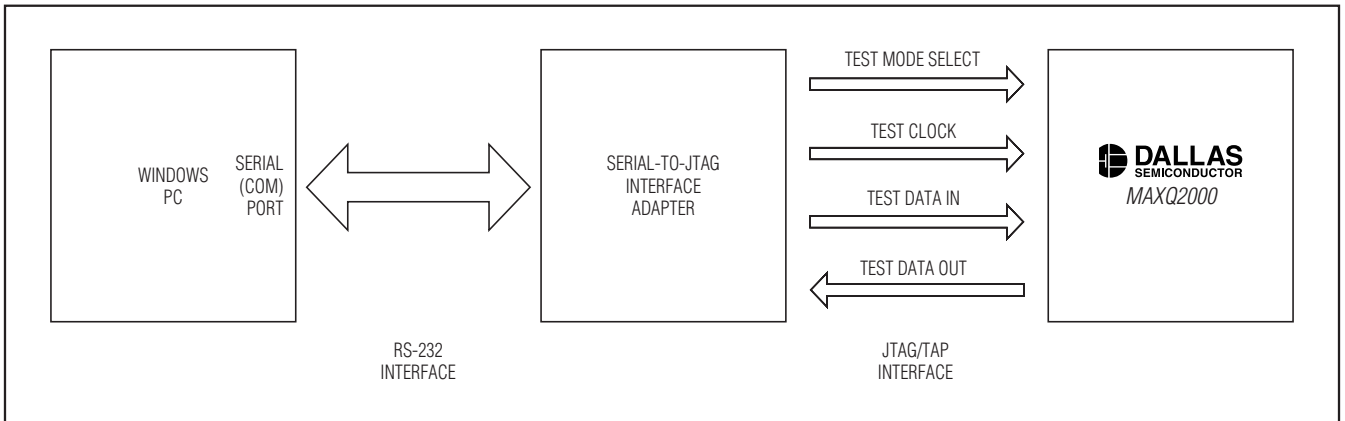 WINDOWS
PC
SERIAL
(COM)
PORT
RS-232
INTERFACE
SERIAL-TO-JTAG
INTERFACE
ADAPTER
TEST MODE SELECT
TEST CLOCK
TEST DATA IN
TEST DATA OUT
JTAG/TAP
INTERFACE
DALLAS
SEMICONDUCTOR
MAXQ2000